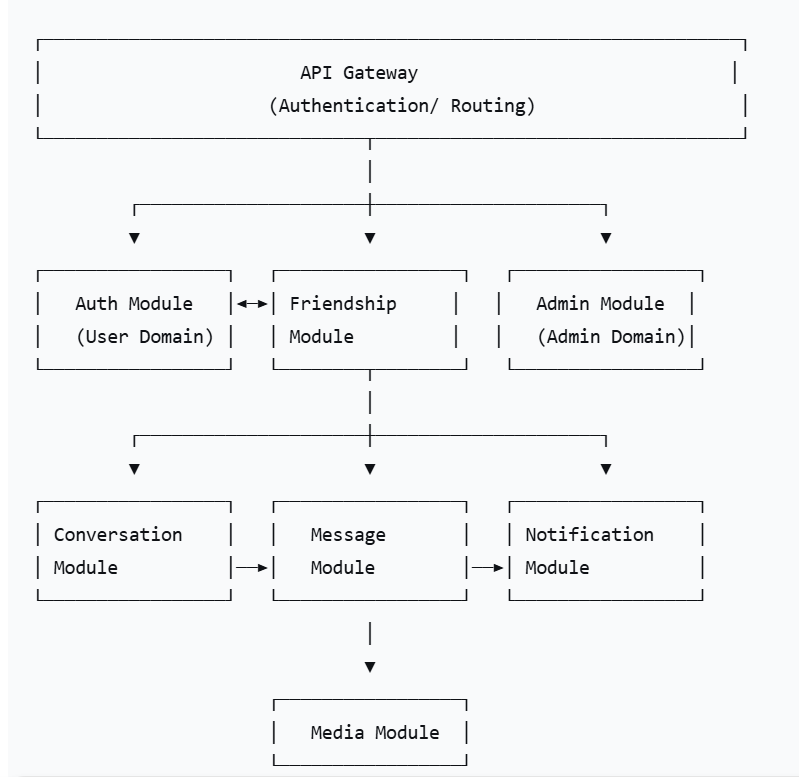 API Gateway
(Authentication/ Routing)
Auth Module
(User Domain)
Friendship
Module
Admin Module
(Admin Domain)
Conversation
Module
Message
Module
Notification
Module
Media Module